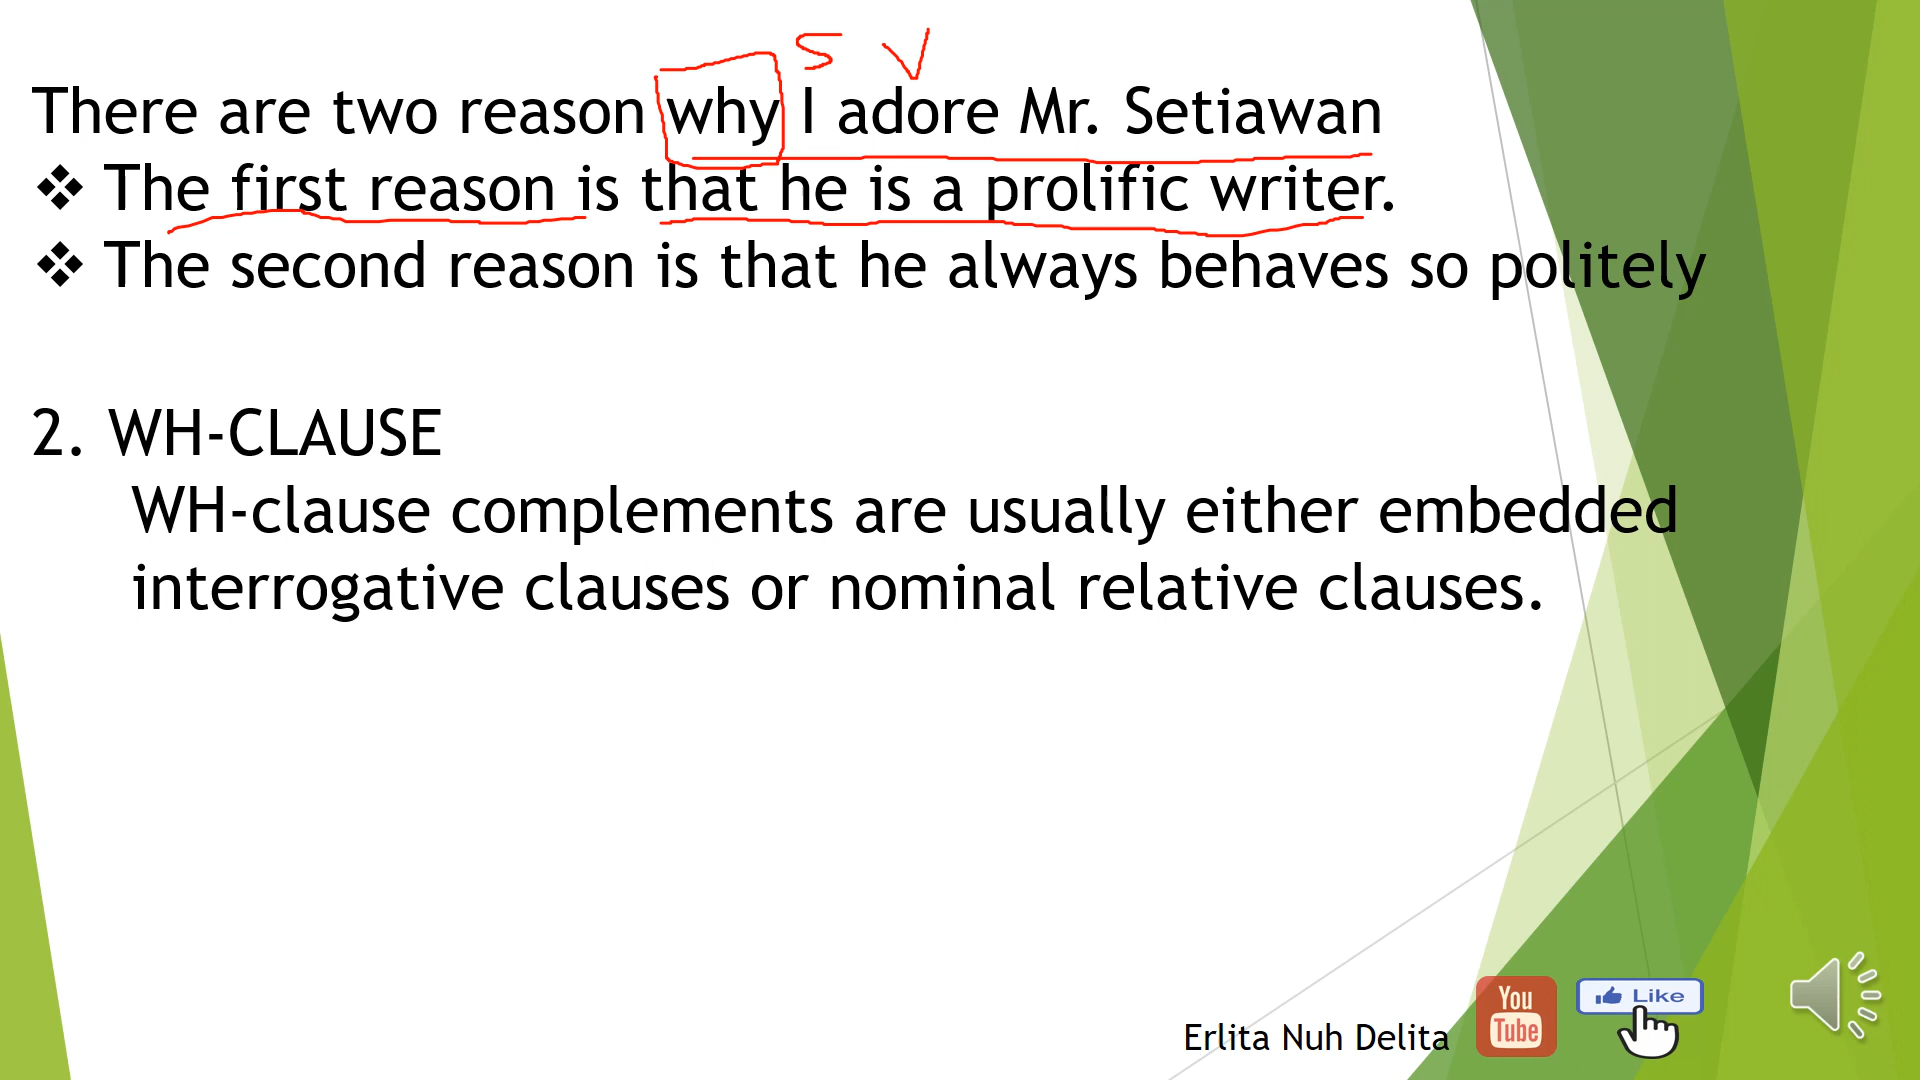 S V
There are two reason why I adore Mr. Setiawan
❖ The first reason is that he is a prolific writer.
❖ The second reason is that he always behaves so politely
2. WH-CLAUSE
WH-clause complements are usually either embedded
interrogative clauses or nominal relative clauses.
Erlita Nuh Delita
You
Tube
Like